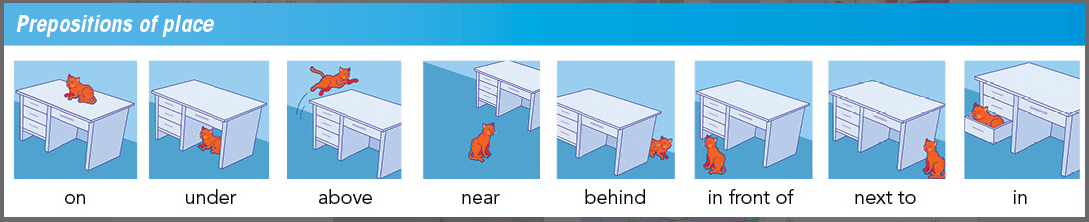 Prepositions of place
on under above near behind in front of next to in